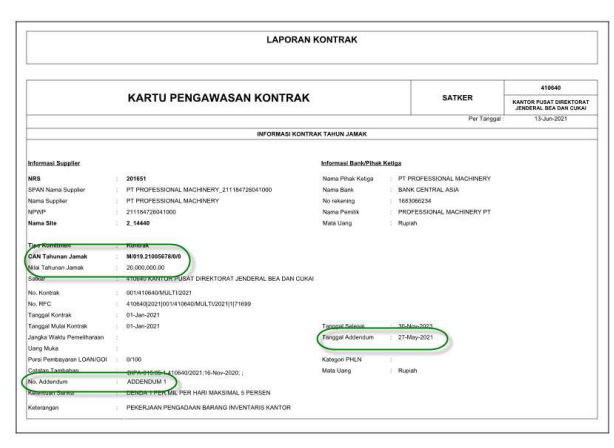 LAPORAN KONTRAK
KARTU PENGAWASAN KONTRAK
SATKER
410640
KANTOR PUSAT DIREKTORAT
JENDERAL BEA DAN CUKAI
Per Tanggal : 13-Jun-2021
INFORMASI KONTRAK TAHUN JAMAK
Informasi Supplier
NRS : 201651
SPAN Nama Supplier : PT PROFESSIONAL MACHINERY_211184726041000
Nama Supplier : PT PROFESSIONAL MACHINERY
NPWP : 211184726041000
Nama Site : 2_14440
Informasi Bank/Pihak Ketiga
Nama Pihak Ketiga : PT PROFESSIONAL MACHINERY
Nama Bank : BANK CENTRAL ASIA
No rekening : 1683066234
Nama Pemilik : PROFESSIONAL MACHINERY PT
Mata Uang : Rupiah
Tipe Komitmen : Kontrak
CAN Tahunan Jamak : M/019.21005678/0/0
Nilai Tahunan Jamak : 20,000,000.00
Satker : 410640 KANTOR PUSAT DIREKTORAT JENDERAL BEA DAN CUKAI
No. Kontrak : 001/410640/MULTI/2021
No. RFC : 410640|2021|001/410640/MULTI/2021|1|71699
Tanggal Kontrak : 01-Jan-2021
Tanggal Mulai Kontrak : 01-Jan-2021
Tanggal Selesai : 30-Nov-2023
Jangka Waktu Pemeliharaan :
Tanggal Addendum : 27-May-2021
Uang Muka :
Porsi Pembayaran LOAN/GOI : 0/100
Kategori PHLN :
Catatan Tambahan : 410640/2021;16-Nov-2020; ;
Mata Uang : Rupiah
No. Addendum : ADDENDUM 1
Ketentuan Sanksi : DENDA 1 PER MIL PER HARI MAKSIMAL 5 PERSEN
Keterangan : PEKERJAAN PENGADAAN BARANG INVENTARIS KANTOR